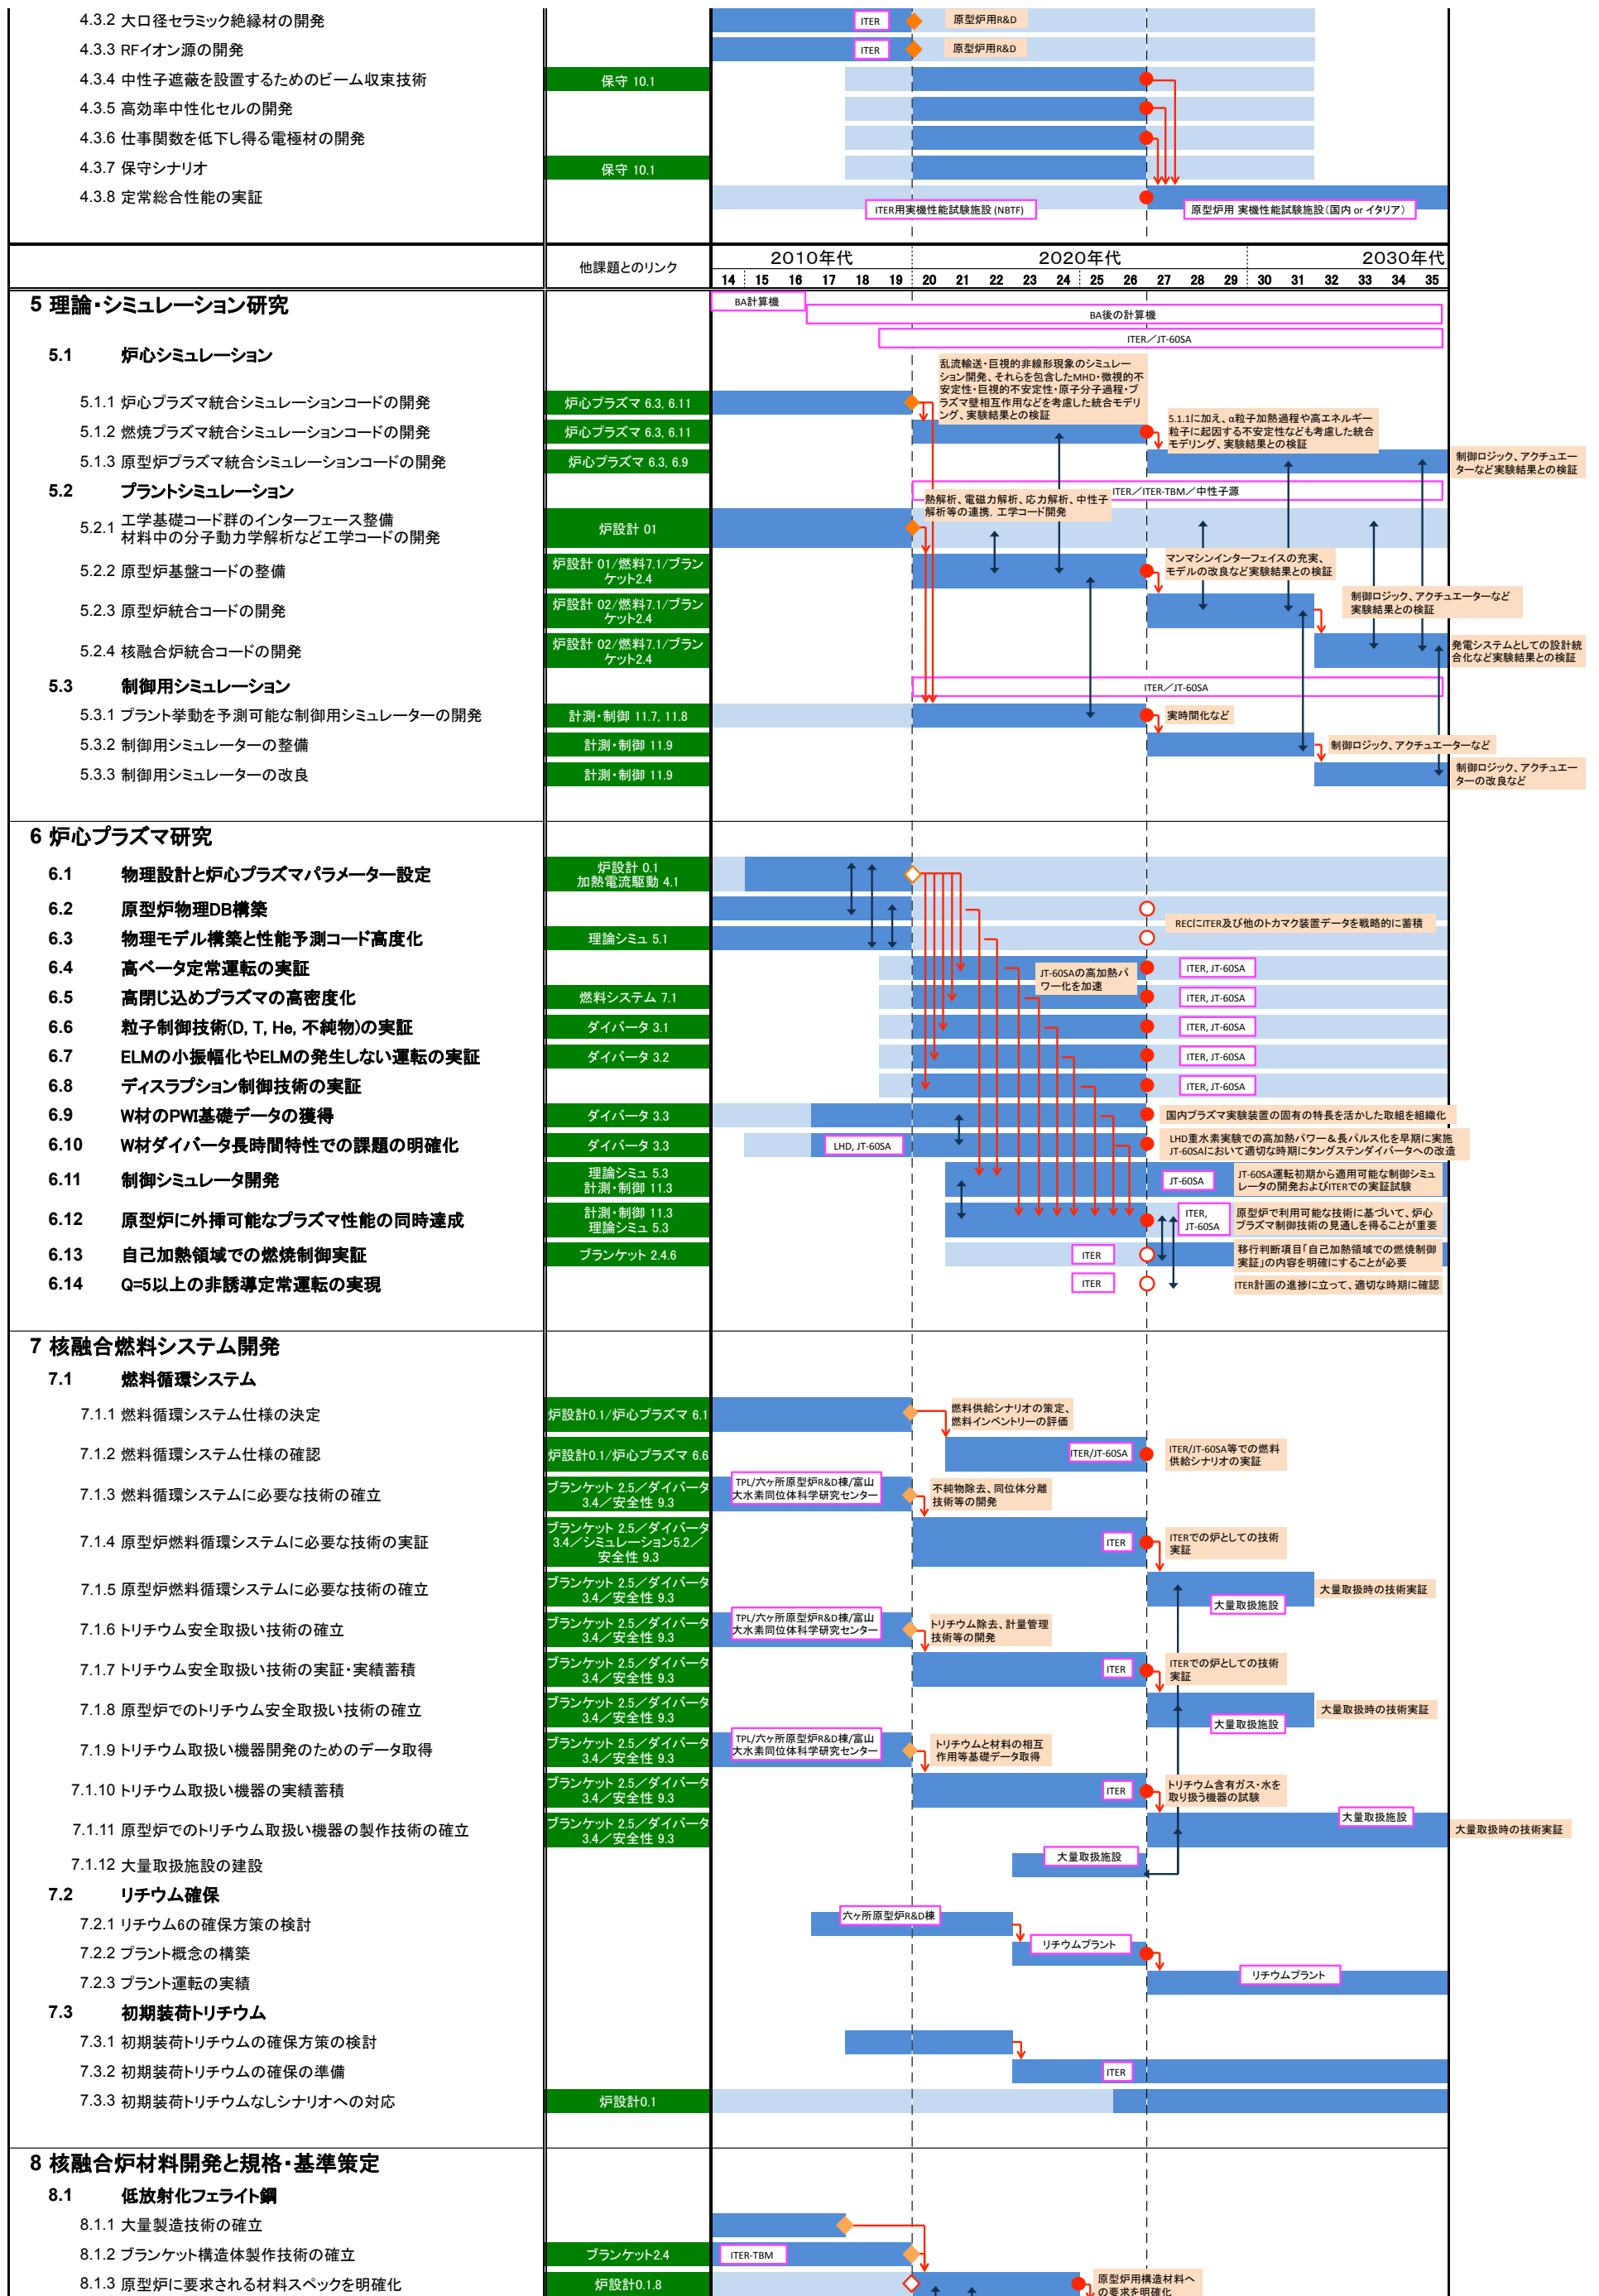 4.3.2 大口径セラミック絶縁材の開発
ITER
原型炉用R&D
4.3.3 RFイオン源の開発
ITER
原型炉用R&D
4.3.4 中性子遮蔽を設置するためのビーム収束技術
保守 10.1
4.3.5 高効率中性化セルの開発
4.3.6 仕事関数を低下し得る電極材の開発
4.3.7 保守シナリオ
保守 10.1
4.3.8 定常総合性能の実証
ITER用実機性能試験施設 (NBTF)
原型炉用 実機性能試験施設(国内 or イタリア)
他課題とのリンク
2010年代 2020年代 2030年代
14 15 16 17 18 19 20 21 22 23 24 25 26 27 28 29 30 31 32 33 34 35
5 理論・シミュレーション研究
BA計算機
BA後の計算機
ITER/JT-60SA
5.1 炉心シミュレーション
乱流輸送・巨視的非線形現象のシミュレー
ション開発、それらを包含したMHD・微視的不
安定性・巨視的不安定性・原子分子過程・プ
ラズマ壁相互作用などを考慮した統合モデリ
ング、実験結果との検証
5.1.1 炉心プラズマ統合シミュレーションコードの開発
炉心プラズマ 6.3, 6.11
5.1.2 燃焼プラズマ統合シミュレーションコードの開発
炉心プラズマ 6.3, 6.11
5.1.1に加え、α粒子加熱過程や高エネルギー
粒子に起因する不安定性なども考慮した統合
モデリング、実験結果との検証
5.1.3 原型炉プラズマ統合シミュレーションコードの開発
炉心プラズマ 6.3, 6.9
制御ロジック、アクチュエー
ターなど実験結果との検証
5.2 プラントシミュレーション
ITER/ITER-TBM/中性子源
熱解析、電磁力解析、応力解析、中性子
解析等の連携, 工学コード開発
5.2.1 工学基礎コード群のインターフェース整備
材料中の分子動力学解析など工学コードの開発
炉設計 01
5.2.2 原型炉基盤コードの整備
炉設計 01/燃料7.1/ブラン
ケット2.4
マンマシンインターフェイスの充実、
モデルの改良など実験結果との検証
5.2.3 原型炉統合コードの開発
炉設計 02/燃料7.1/ブラン
ケット2.4
制御ロジック、アクチュエーターなど
実験結果との検証
5.2.4 核融合炉統合コードの開発
炉設計 02/燃料7.1/ブラン
ケット2.4
発電システムとしての設計統
合化など実験結果との検証
5.3 制御用シミュレーション
ITER/JT-60SA
5.3.1 プラント挙動を予測可能な制御用シミュレーターの開発
計測・制御 11.7, 11.8
実時間化など
5.3.2 制御用シミュレーターの整備
計測・制御 11.9
制御ロジック、アクチュエーターなど
5.3.3 制御用シミュレーターの改良
計測・制御 11.9
制御ロジック、アクチュエー
ターの改良など
6 炉心プラズマ研究
6.1 物理設計と炉心プラズマパラメーター設定
炉設計 0.1
加熱電流駆動 4.1
6.2 原型炉物理DB構築
RECにITER及び他のトカマク装置データを戦略的に蓄積
6.3 物理モデル構築と性能予測コード高度化
理論シミュ 5.1
6.4 高ベータ定常運転の実証
JT-60SAの高加熱パ
ワー化を加速
ITER, JT-60SA
6.5 高閉じ込めプラズマの高密度化
燃料システム 7.1
ITER, JT-60SA
6.6 粒子制御技術(D, T, He, 不純物)の実証
ダイバータ 3.1
ITER, JT-60SA
6.7 ELMの小振幅化やELMの発生しない運転の実証
ダイバータ 3.2
ITER, JT-60SA
6.8 ディスラプション制御技術の実証
ITER, JT-60SA
6.9 W材のPWI基礎データの獲得
ダイバータ 3.3
国内プラズマ実験装置の固有の特長を活かした取組を組織化
6.10 W材ダイバータ長時間特性での課題の明確化
ダイバータ 3.3
LHD, JT-60SA
LHD重水素実験での高加熱パワー&長パルス化を早期に実施
JT-60SAにおいて適切な時期にタングステンダイバータへの改造
6.11 制御シミュレータ開発
理論シミュ 5.3
計測・制御 11.3
JT-60SA
JT-60SA運転初期から適用可能な制御シミュ
レータの開発およびITERでの実証試験
6.12 原型炉に外挿可能なプラズマ性能の同時達成
計測・制御 11.3
理論シミュ 5.3
ITER,
JT-60SA
原型炉で利用可能な技術に基づいて、炉心
プラズマ制御技術の見通しを得ることが重要
6.13 自己加熱領域での燃焼制御実証
ブランケット 2.4.6
ITER
移行判断項目「自己加熱領域での燃焼制御
実証」の内容を明確にすることが必要
6.14 Q=5以上の非誘導定常運転の実現
ITER
ITER計画の進捗に立って、適切な時期に確認
7 核融合燃料システム開発
7.1 燃料循環システム
7.1.1 燃料循環システム仕様の決定
炉設計0.1/炉心プラズマ 6.1
燃料供給シナリオの策定、
燃料インベントリーの評価
7.1.2 燃料循環システム仕様の確認
炉設計0.1/炉心プラズマ 6.6
ITER/JT-60SA
ITER/JT-60SA等での燃料
供給シナリオの実証
7.1.3 燃料循環システムに必要な技術の確立
ブランケット 2.5/ダイバータ
3.4/安全性 9.3
TPL/六ヶ所原型炉R&D棟/富山
大水素同位体科学研究センター
不純物除去、同位体分離
技術等の開発
7.1.4 原型炉燃料循環システムに必要な技術の実証
ブランケット 2.5/ダイバータ
3.4/シミュレーション5.2/
安全性 9.3
ITER
ITERでの炉としての技術
実証
7.1.5 原型炉燃料循環システムに必要な技術の確立
ブランケット 2.5/ダイバータ
3.4/安全性 9.3
大量取扱施設
大量取扱時の技術実証
7.1.6 トリチウム安全取扱い技術の確立
ブランケット 2.5/ダイバータ
3.4/安全性 9.3
TPL/六ヶ所原型炉R&D棟/富山
大水素同位体科学研究センター
トリチウム除去、計量管理
技術等の開発
7.1.7 トリチウム安全取扱い技術の実証・実績蓄積
ブランケット 2.5/ダイバータ
3.4/安全性 9.3
ITER
ITERでの炉としての技術
実証
7.1.8 原型炉でのトリチウム安全取扱い技術の確立
ブランケット 2.5/ダイバータ
3.4/安全性 9.3
大量取扱施設
大量取扱時の技術実証
7.1.9 トリチウム取扱い機器開発のためのデータ取得
ブランケット 2.5/ダイバータ
3.4/安全性 9.3
TPL/六ヶ所原型炉R&D棟/富山
大水素同位体科学研究センター
トリチウムと材料の相互
作用等基礎データ取得
7.1.10 トリチウム取扱い機器の実績蓄積
ブランケット 2.5/ダイバータ
3.4/安全性 9.3
ITER
トリチウム含有ガス・水を
取り扱う機器の試験
7.1.11 原型炉でのトリチウム取扱い機器の製作技術の確立
ブランケット 2.5/ダイバータ
3.4/安全性 9.3
大量取扱施設
大量取扱時の技術実証
7.1.12 大量取扱施設の建設
大量取扱施設
7.2 リチウム確保
7.2.1 リチウム6の確保方策の検討
六ヶ所原型炉R&D棟
7.2.2 プラント概念の構築
リチウムプラント
7.2.3 プラント運転の実績
リチウムプラント
7.3 初期装荷トリチウム
7.3.1 初期装荷トリチウムの確保方策の検討
7.3.2 初期装荷トリチウムの確保の準備
ITER
7.3.3 初期装荷トリチウムなしシナリオへの対応
炉設計0.1
8 核融合炉材料開発と規格・基準策定
8.1 低放射化フェライト鋼
8.1.1 大量製造技術の確立
8.1.2 ブランケット構造体製作技術の確立
ブランケット2.4
ITER-TBM
8.1.3 原型炉に要求される材料スペックを明確化
炉設計0.1.8
原型炉用構造材料へ
の要求を明確化